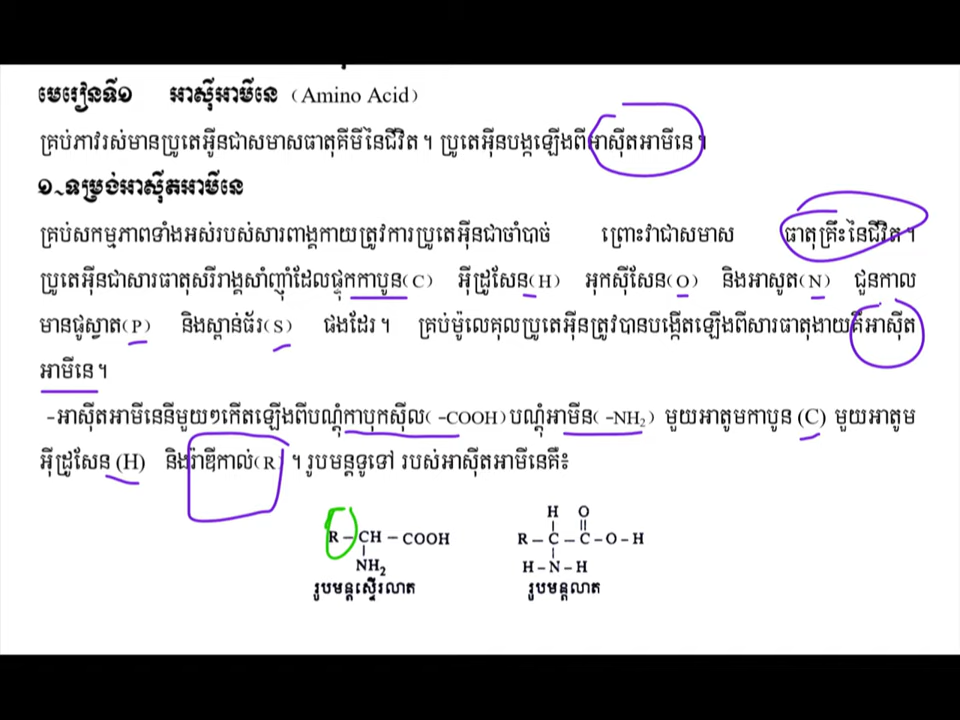 មេរៀនទី១ អាស៊ីអាមីនេ (Amino Acid)
គ្រប់ភាវរស់មានប្រូតេអ៊ីនជាសមាសធាតុគីមីនៃជីវិត។ ប្រូតេអ៊ីនបង្កឡើងពីអាស៊ីតអាមីនេ។
១. ទម្រង់អាស៊ីតអាមីនេ
គ្រប់សកម្មភាពទាំងអស់របស់សារពាង្គកាយត្រូវការប្រូតេអ៊ីនជាចាំបាច់ ព្រោះវាជាសមាស ធាតុគ្រឹះនៃជីវិត។
ប្រូតេអ៊ីនជាសារធាតុសរីរាង្គសាំញ៉ាំដែលផ្ទុកកាបូន(C) អ៊ីដ្រូសែន(H) អុកស៊ីសែន(O) និងអាសូត(N) ជួនកាល
មានផូស្វាត(P) និងស្ពាន់ធ័រ(S) ផងដែរ។ គ្រប់ម៉ូលេគុលប្រូតេអ៊ីនត្រូវបានបង្កើតឡើងពីសារធាតុងាយគឺអាស៊ីត
អាមីនេ។
-អាស៊ីតអាមីនេនីមួយៗកើតឡើងពីបណ្តុំកាបុកស៊ីល(-COOH) បណ្តុំអាមីន(-NH₂) មួយអាតូមកាបូន (C) មួយអាតូម
អ៊ីដ្រូសែន (H) និងរ៉ាឌីកាល់(R)។ រូបមន្តទូទៅ របស់អាស៊ីតអាមីនេគឺ៖
H O
R – CH – COOH R – C – C – O – H
NH₂ H – N – H
រូបមន្តស្ទើរលាត រូបមន្តលាត